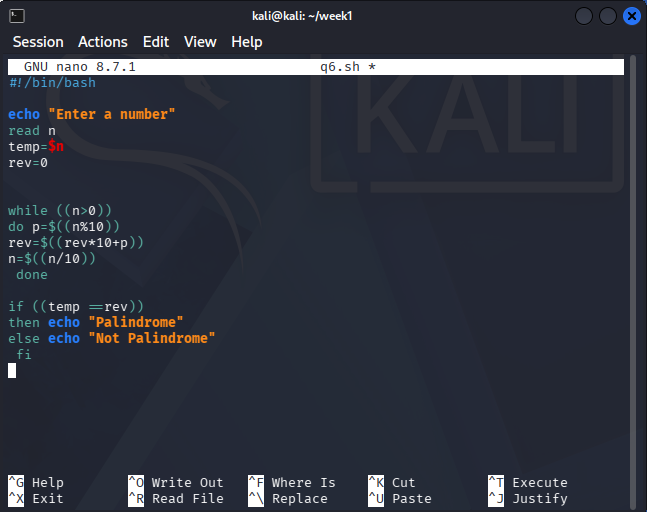 kali@kali: ~/week1
Session Actions Edit View Help
GNU nano 8.7.1 q6.sh *
#!/bin/bash
echo "Enter a number"
read n
temp=$n
rev=0
while ((n>0))
do p=$((n%10))
rev=$((rev*10+p))
n=$((n/10))
done
if ((temp ==rev))
then echo "Palindrome"
else echo "Not Palindrome"
fi
KALI
^G Help ^O Write Out ^F Where Is ^K Cut ^T Execute
^X Exit ^R Read File ^\ Replace ^U Paste ^J Justify